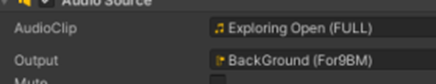 Audio Source
AudioClip Exploring Open (FULL)
Output BackGround (For9BM)
Mute